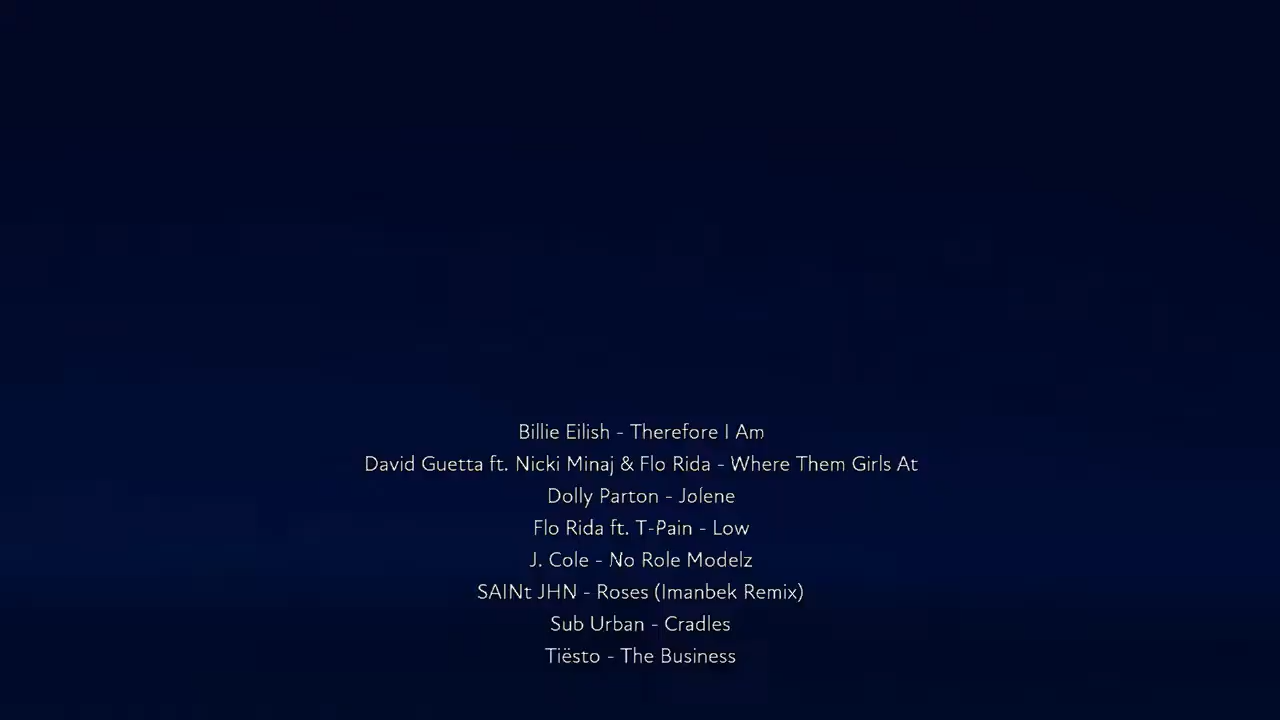 Billie Eilish - Therefore I Am
David Guetta ft. Nicki Minaj & Flo Rida - Where Them Girls At
Dolly Parton - Jolene
Flo Rida ft. T-Pain - Low
J. Cole - No Role Modelz
SAINt JHN - Roses (Imanbek Remix)
Sub Urban - Cradles
Tiësto - The Business